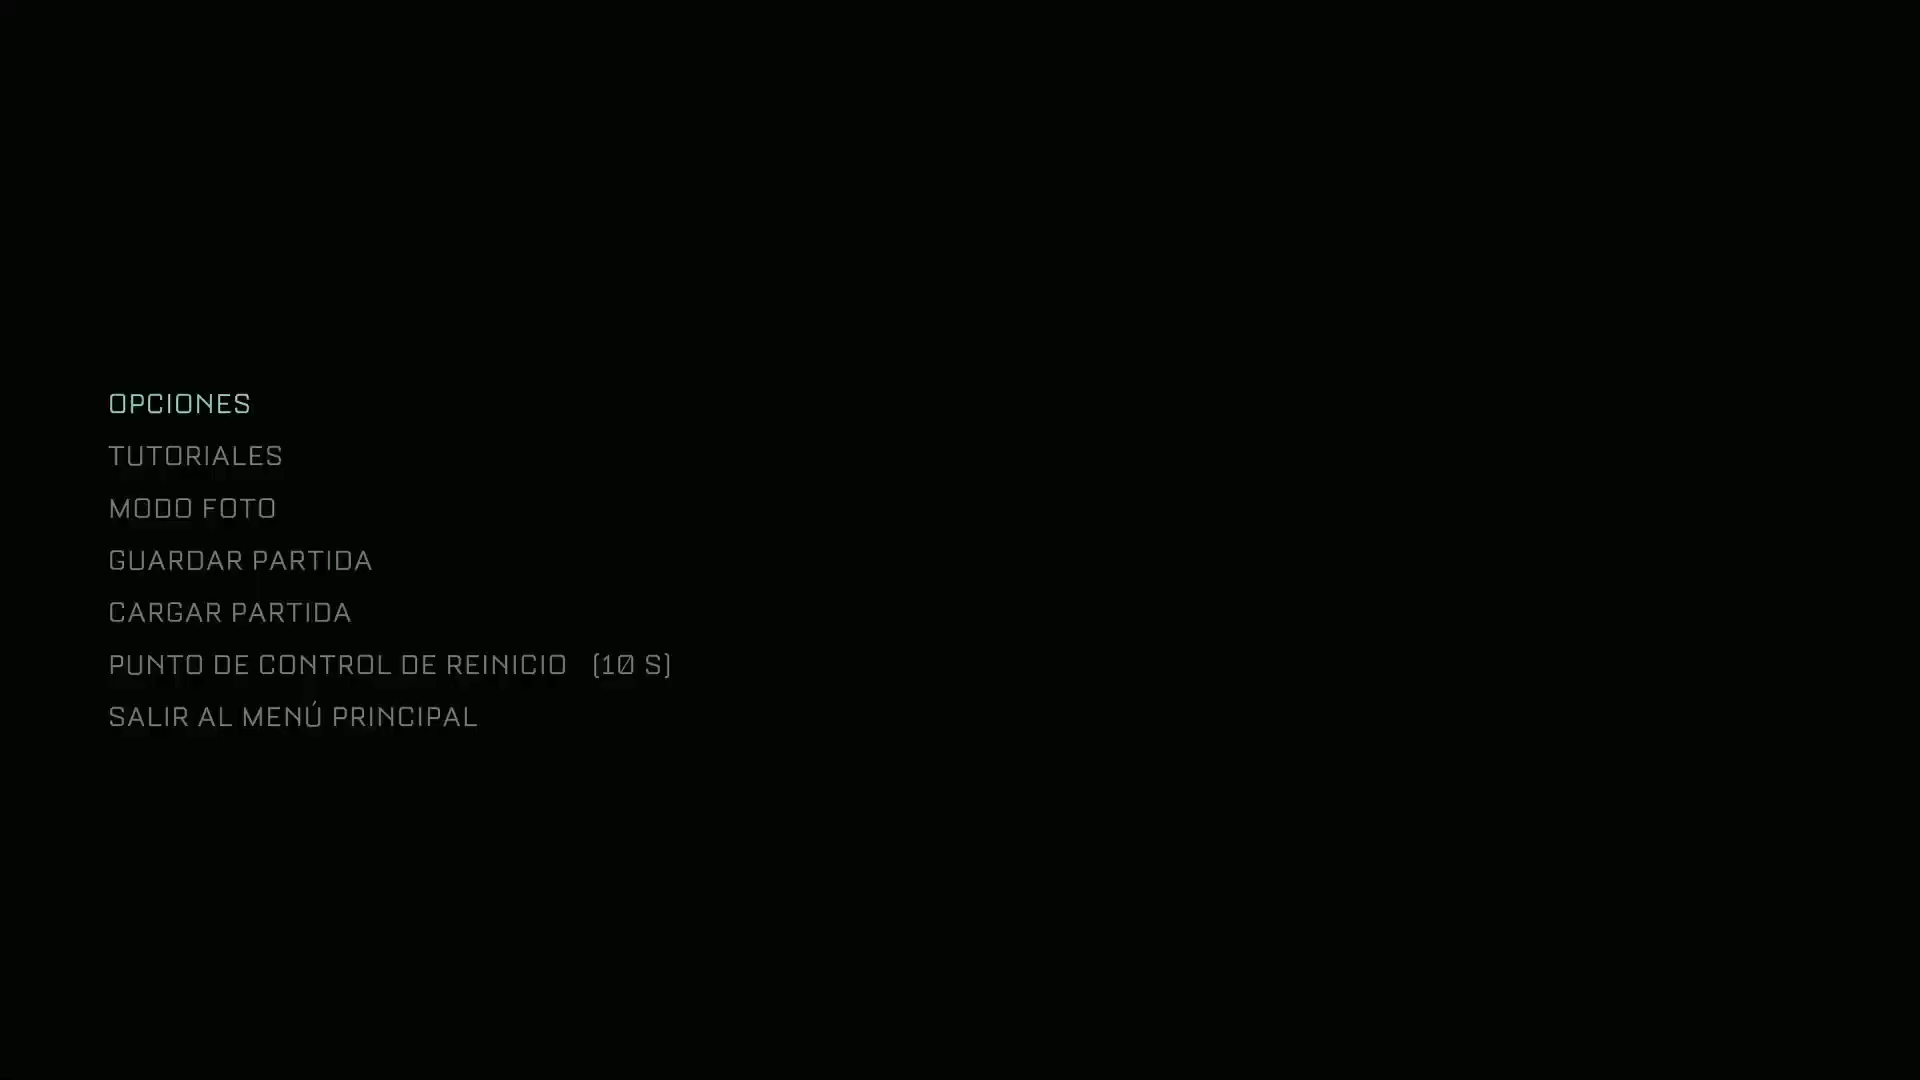 OPCIONES
TUTORIALES
MODO FOTO
GUARDAR PARTIDA
CARGAR PARTIDA
PUNTO DE CONTROL DE REINICIO (10 S)
SALIR AL MENÚ PRINCIPAL